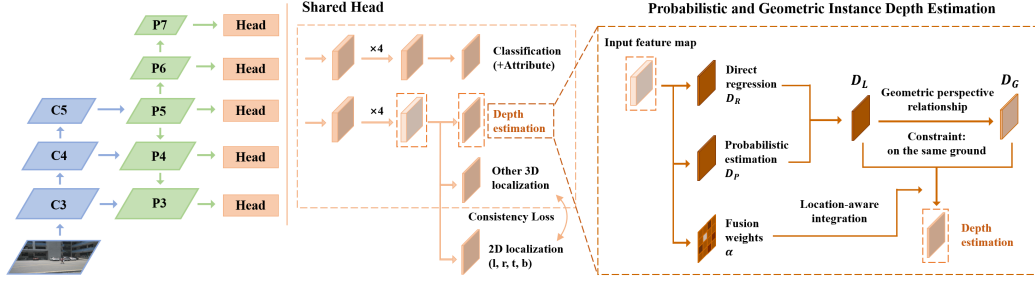 P7
Head
P6
Head
C5
P5
Head
C4
P4
Head
C3
P3
Head
Shared Head
×4
Classification
(+Attribute)
×4
Depth
estimation
Other 3D
localization
Consistency Loss
2D localization
(l, r, t, b)
Probabilistic and Geometric Instance Depth Estimation
Input feature map
Direct
regression
D_R
Probabilistic
estimation
D_P
Fusion
weights
α
D_L
Geometric perspective
relationship
D_G
Constraint:
on the same ground
Location-aware
integration
Depth
estimation